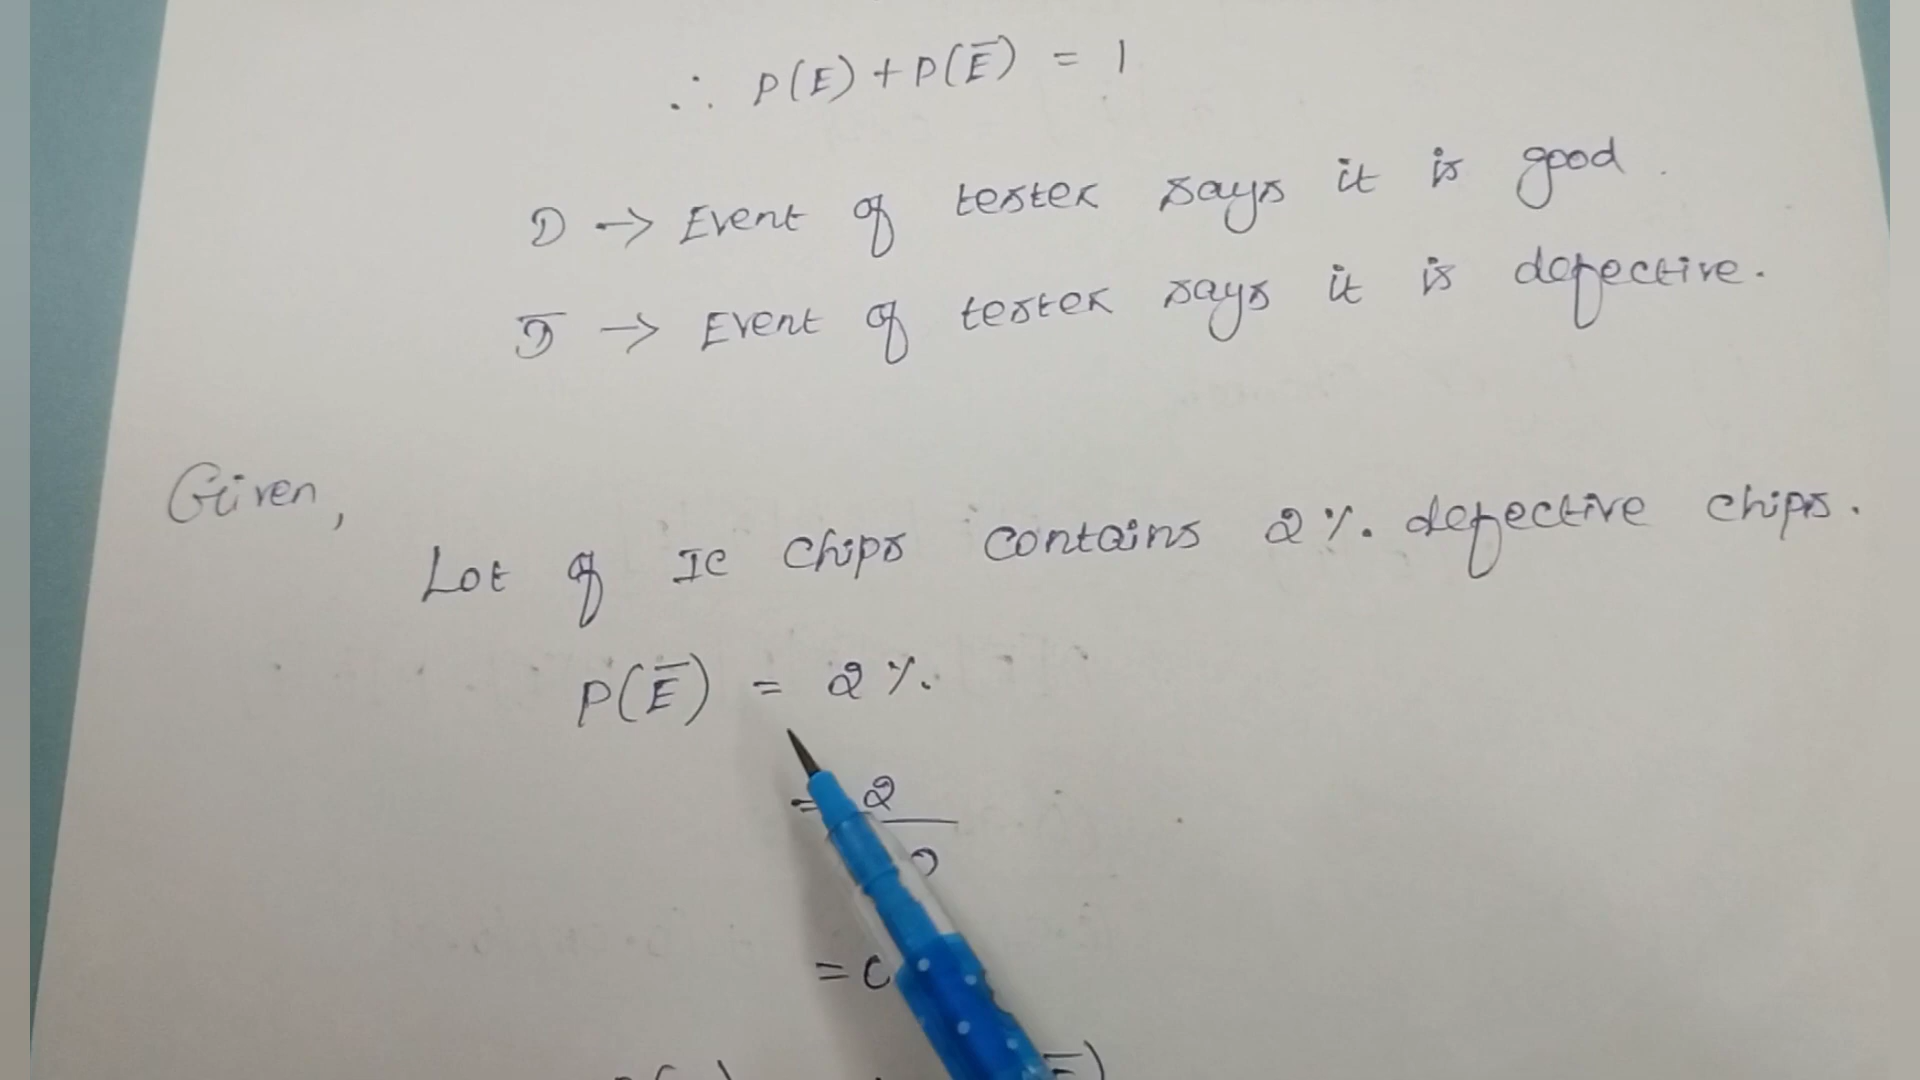 ∴ P(E) + P(E̅) = 1
D → Event of tester says it is good.
D̅ → Event of tester says it is defective.
Given,
Lot of IC chips contains 2%. defective chips.
P(E̅) = 2%.
= 2
=